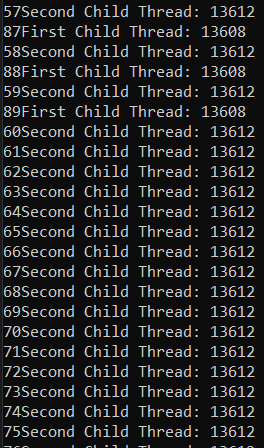 57Second Child Thread: 13612
87First Child Thread: 13608
58Second Child Thread: 13612
88First Child Thread: 13608
59Second Child Thread: 13612
89First Child Thread: 13608
60Second Child Thread: 13612
61Second Child Thread: 13612
62Second Child Thread: 13612
63Second Child Thread: 13612
64Second Child Thread: 13612
65Second Child Thread: 13612
66Second Child Thread: 13612
67Second Child Thread: 13612
68Second Child Thread: 13612
69Second Child Thread: 13612
70Second Child Thread: 13612
71Second Child Thread: 13612
72Second Child Thread: 13612
73Second Child Thread: 13612
74Second Child Thread: 13612
75Second Child Thread: 13612